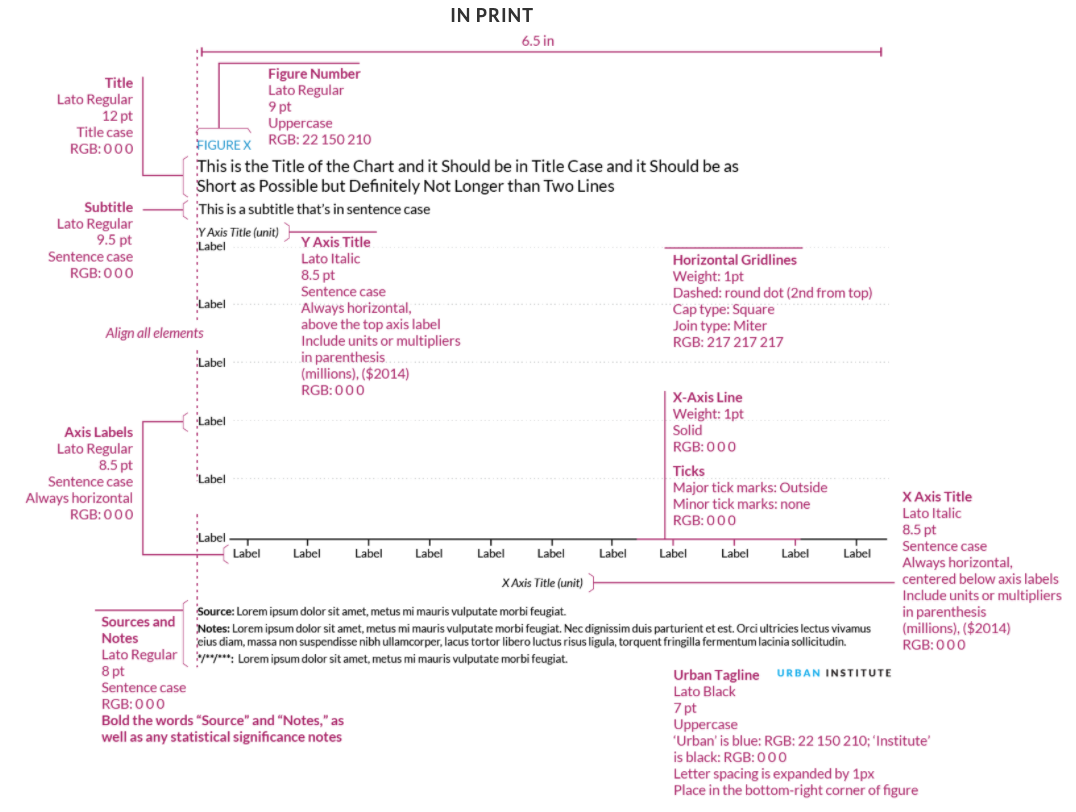 IN PRINT
6.5 in
Title
Lato Regular
12 pt
Title case
RGB: 0 0 0
Figure Number
Lato Regular
9 pt
Uppercase
RGB: 22 150 210
FIGURE X
This is the Title of the Chart and it Should be in Title Case and it Should be as
Short as Possible but Definitely Not Longer than Two Lines
Subtitle
Lato Regular
9.5 pt
Sentence case
RGB: 0 0 0
This is a subtitle that's in sentence case
Y Axis Title (unit)
Label
Y Axis Title
Lato Italic
8.5 pt
Sentence case
Always horizontal,
above the top axis label
Include units or multipliers
in parenthesis
(millions), ($2014)
RGB: 0 0 0
Horizontal Gridlines
Weight: 1pt
Dashed: round dot (2nd from top)
Cap type: Square
Join type: Miter
RGB: 217 217 217
Label
Align all elements
Label
Label
Axis Labels
Lato Regular
8.5 pt
Sentence case
Always horizontal
RGB: 0 0 0
X-Axis Line
Weight: 1pt
Solid
RGB: 0 0 0
Ticks
Major tick marks: Outside
Minor tick marks: none
RGB: 0 0 0
Label
Label
Label Label Label Label Label Label Label Label Label Label Label
X Axis Title (unit)
X Axis Title
Lato Italic
8.5 pt
Sentence case
Always horizontal,
centered below axis labels
Include units or multipliers
in parenthesis
(millions), ($2014)
RGB: 0 0 0
Sources and
Notes
Lato Regular
8 pt
Sentence case
RGB: 0 0 0
Bold the words "Source" and "Notes," as
well as any statistical significance notes
Source: Lorem ipsum dolor sit amet, metus mi mauris vulputate morbi feugiat.
Notes: Lorem ipsum dolor sit amet, metus mi mauris vulputate morbi feugiat. Nec dignissim duis parturient et est. Orci ultricies lectus vivamus
eius diam, massa non suspendisse nibh ullamcorper, lacus tortor libero luctus risus ligula, torquent fringilla fermentum lacinia sollicitudin.
*/**/***: Lorem ipsum dolor sit amet, metus mi mauris vulputate morbi feugiat.
Urban Tagline
Lato Black
7 pt
Uppercase
'Urban' is blue: RGB: 22 150 210; 'Institute'
is black: RGB: 0 0 0
Letter spacing is expanded by 1px
Place in the bottom-right corner of figure
URBAN INSTITUTE